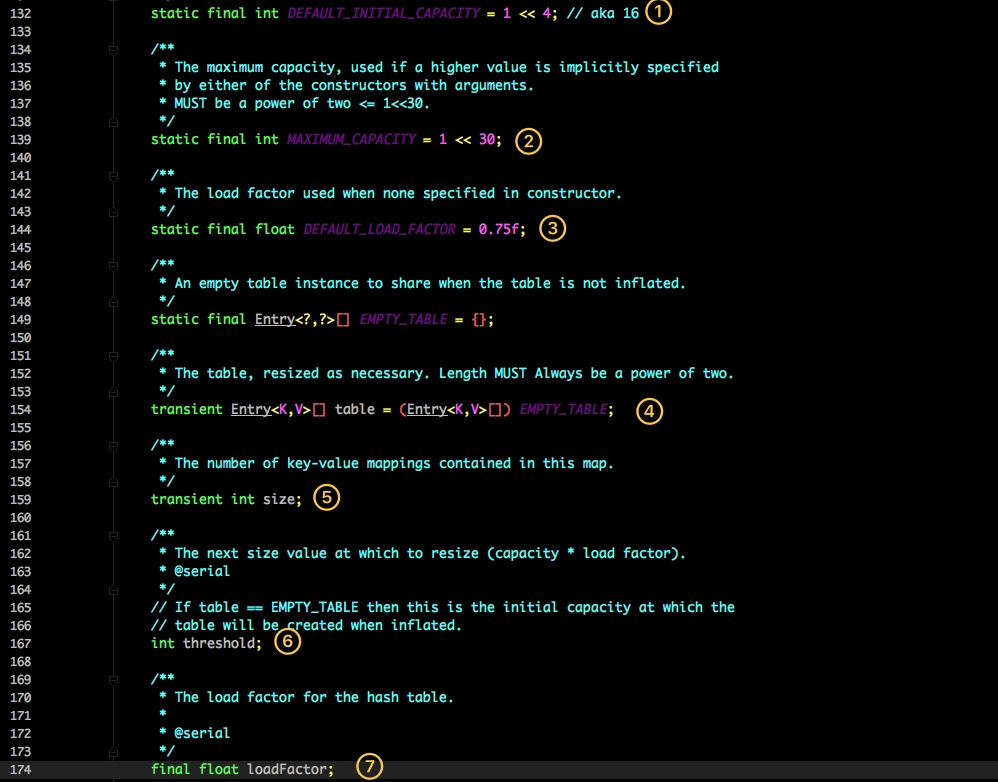 132 static final int DEFAULT_INITIAL_CAPACITY = 1 << 4; // aka 16 ①
133
134 /**
135 * The maximum capacity, used if a higher value is implicitly specified
136 * by either of the constructors with arguments.
137 * MUST be a power of two <= 1<<30.
138 */
139 static final int MAXIMUM_CAPACITY = 1 << 30; ②
140
141 /**
142 * The load factor used when none specified in constructor.
143 */
144 static final float DEFAULT_LOAD_FACTOR = 0.75f; ③
145
146 /**
147 * An empty table instance to share when the table is not inflated.
148 */
149 static final Entry<?,?>[] EMPTY_TABLE = {};
150
151 /**
152 * The table, resized as necessary. Length MUST Always be a power of two.
153 */
154 transient Entry<K,V>[] table = (Entry<K,V>[]) EMPTY_TABLE; ④
155
156 /**
157 * The number of key-value mappings contained in this map.
158 */
159 transient int size; ⑤
160
161 /**
162 * The next size value at which to resize (capacity * load factor).
163 * @serial
164 */
165 // If table == EMPTY_TABLE then this is the initial capacity at which the
166 // table will be created when inflated.
167 int threshold; ⑥
168
169 /**
170 * The load factor for the hash table.
171 *
172 * @serial
173 */
174 final float loadFactor; ⑦